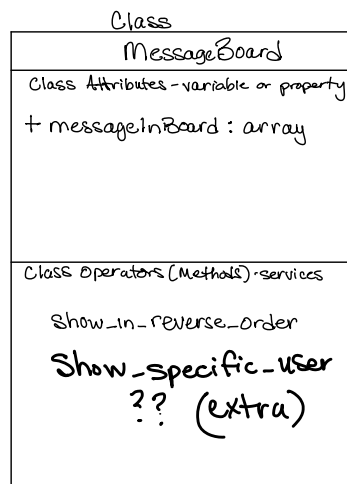 Class
MessageBoard
Class Attributes - variable or property
+ messageInBoard : array
Class Operators (Methods) - services
Show_in_reverse_order
Show_specific_user
?? (extra)